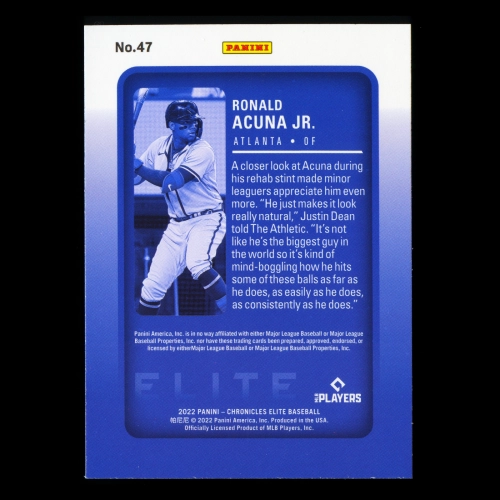 No.47
PANINI
RONALD
ACUNA JR.
ATLANTA • OF
A closer look at Acuna during
his rehab stint made minor
leaguers appreciate him even
more. “He just makes it look
really natural,” Justin Dean
told The Athletic. “It’s not
like he’s the biggest guy in
the world so it’s kind of
mind-boggling how he hits
some of these balls as far as
he does, as easily as he does,
as consistently as he does.”
Panini America, Inc. is in no way affiliated with either Major League Baseball or Major League
Baseball Properties, Inc. nor have these trading cards been prepared, approved, endorsed, or
licensed by eitherMajor League Baseball or Major League Baseball Properties, Inc.
ELITE
MLB PLAYERS
2022 PANINI – CHRONICLES ELITE BASEBALL
帕尼尼 © 2022 Panini America, Inc. Produced in the USA.
Officially Licensed Product of MLB Players, Inc.